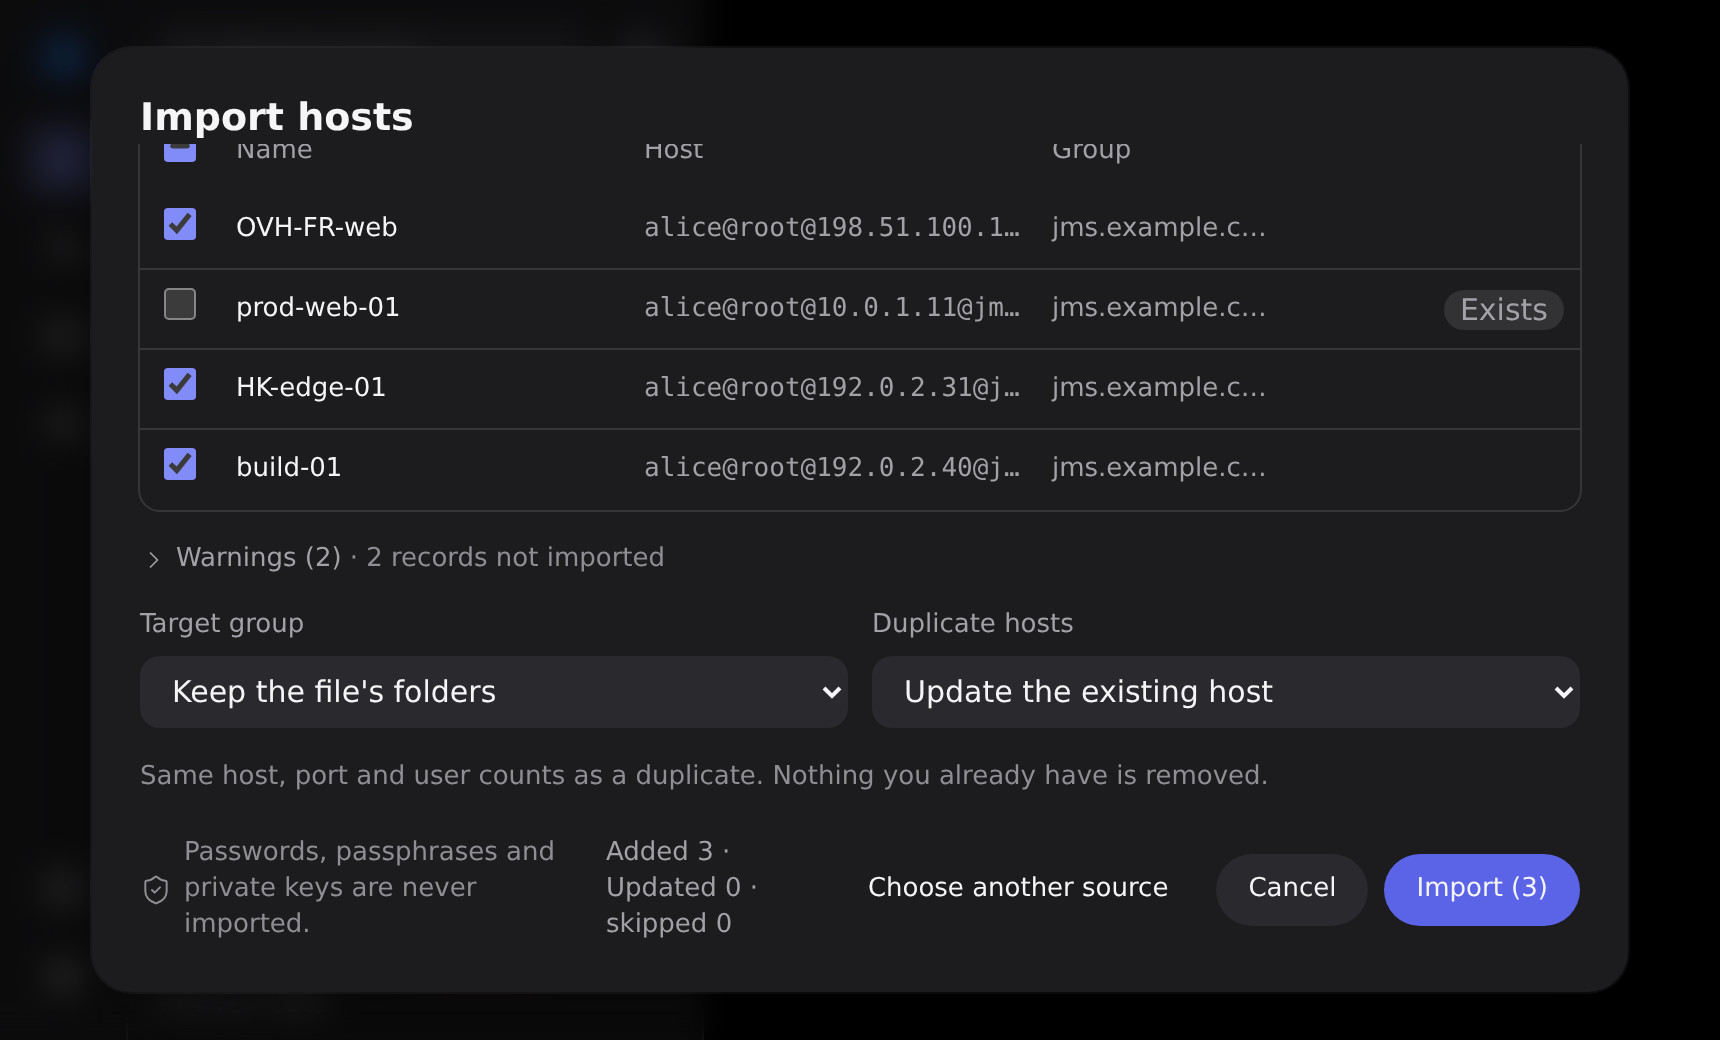 Import hosts
Name Host Group
OVH-FR-web alice@root@198.51.100.1… jms.example.c…
prod-web-01 alice@root@10.0.1.11@jm… jms.example.c… Exists
HK-edge-01 alice@root@192.0.2.31@j… jms.example.c…
build-01 alice@root@192.0.2.40@j… jms.example.c…
Warnings (2) · 2 records not imported
Target group Duplicate hosts
Keep the file's folders Update the existing host
Same host, port and user counts as a duplicate. Nothing you already have is removed.
Passwords, passphrases and
private keys are never
imported.
Added 3 ·
Updated 0 ·
skipped 0
Choose another source Cancel Import (3)